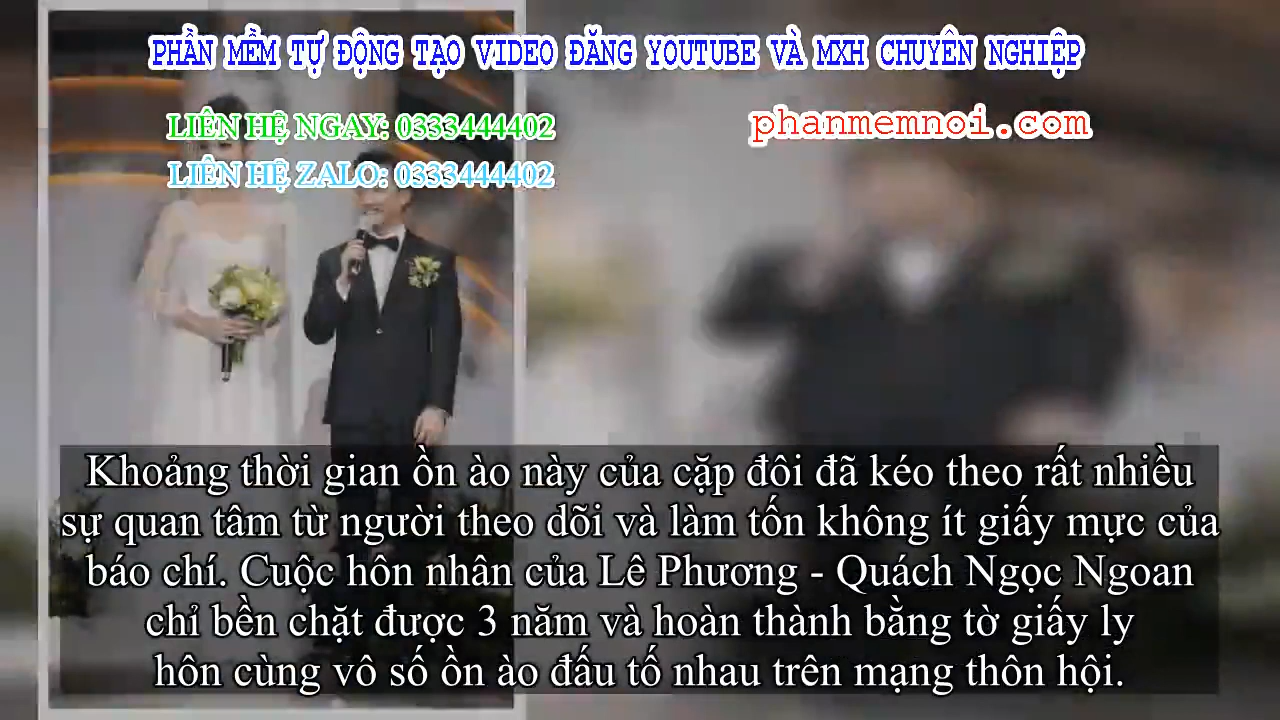 PHẦN MỀM TỰ ĐỘNG TẠO VIDEO ĐĂNG YOUTUBE VÀ MXH CHUYÊN NGHIỆP
LIÊN HỆ NGAY: 0333444402
phanmemnoi.com
LIÊN HỆ ZALO: 0333444402
Khoảng thời gian ồn ào này của cặp đôi đã kéo theo rất nhiều
sự quan tâm từ người theo dõi và làm tốn không ít giấy mực của
báo chí. Cuộc hôn nhân của Lê Phương - Quách Ngọc Ngoan
chỉ bền chặt được 3 năm và hoàn thành bằng tờ giấy ly
hôn cùng vô số ồn ào đấu tố nhau trên mạng thôn hội.